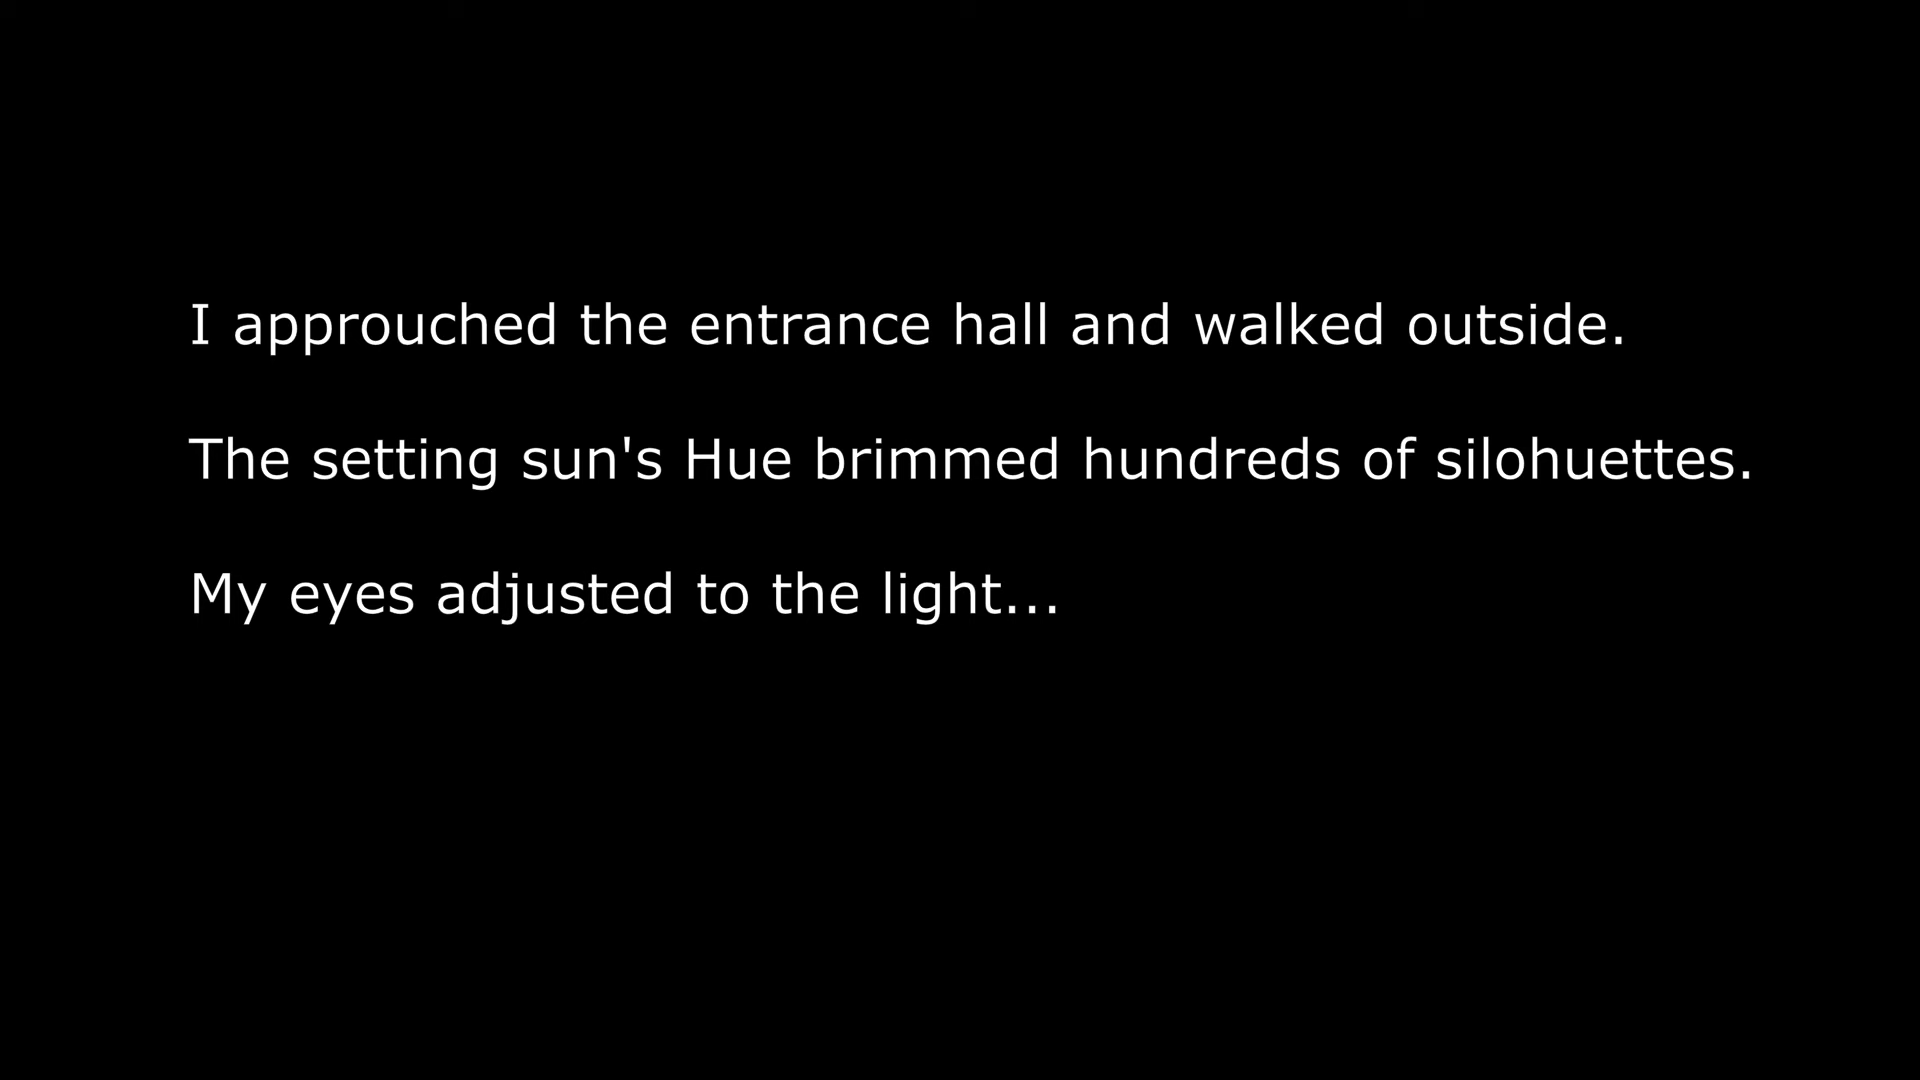 I approuched the entrance hall and walked outside.
The setting sun's Hue brimmed hundreds of silohuettes.
My eyes adjusted to the light...